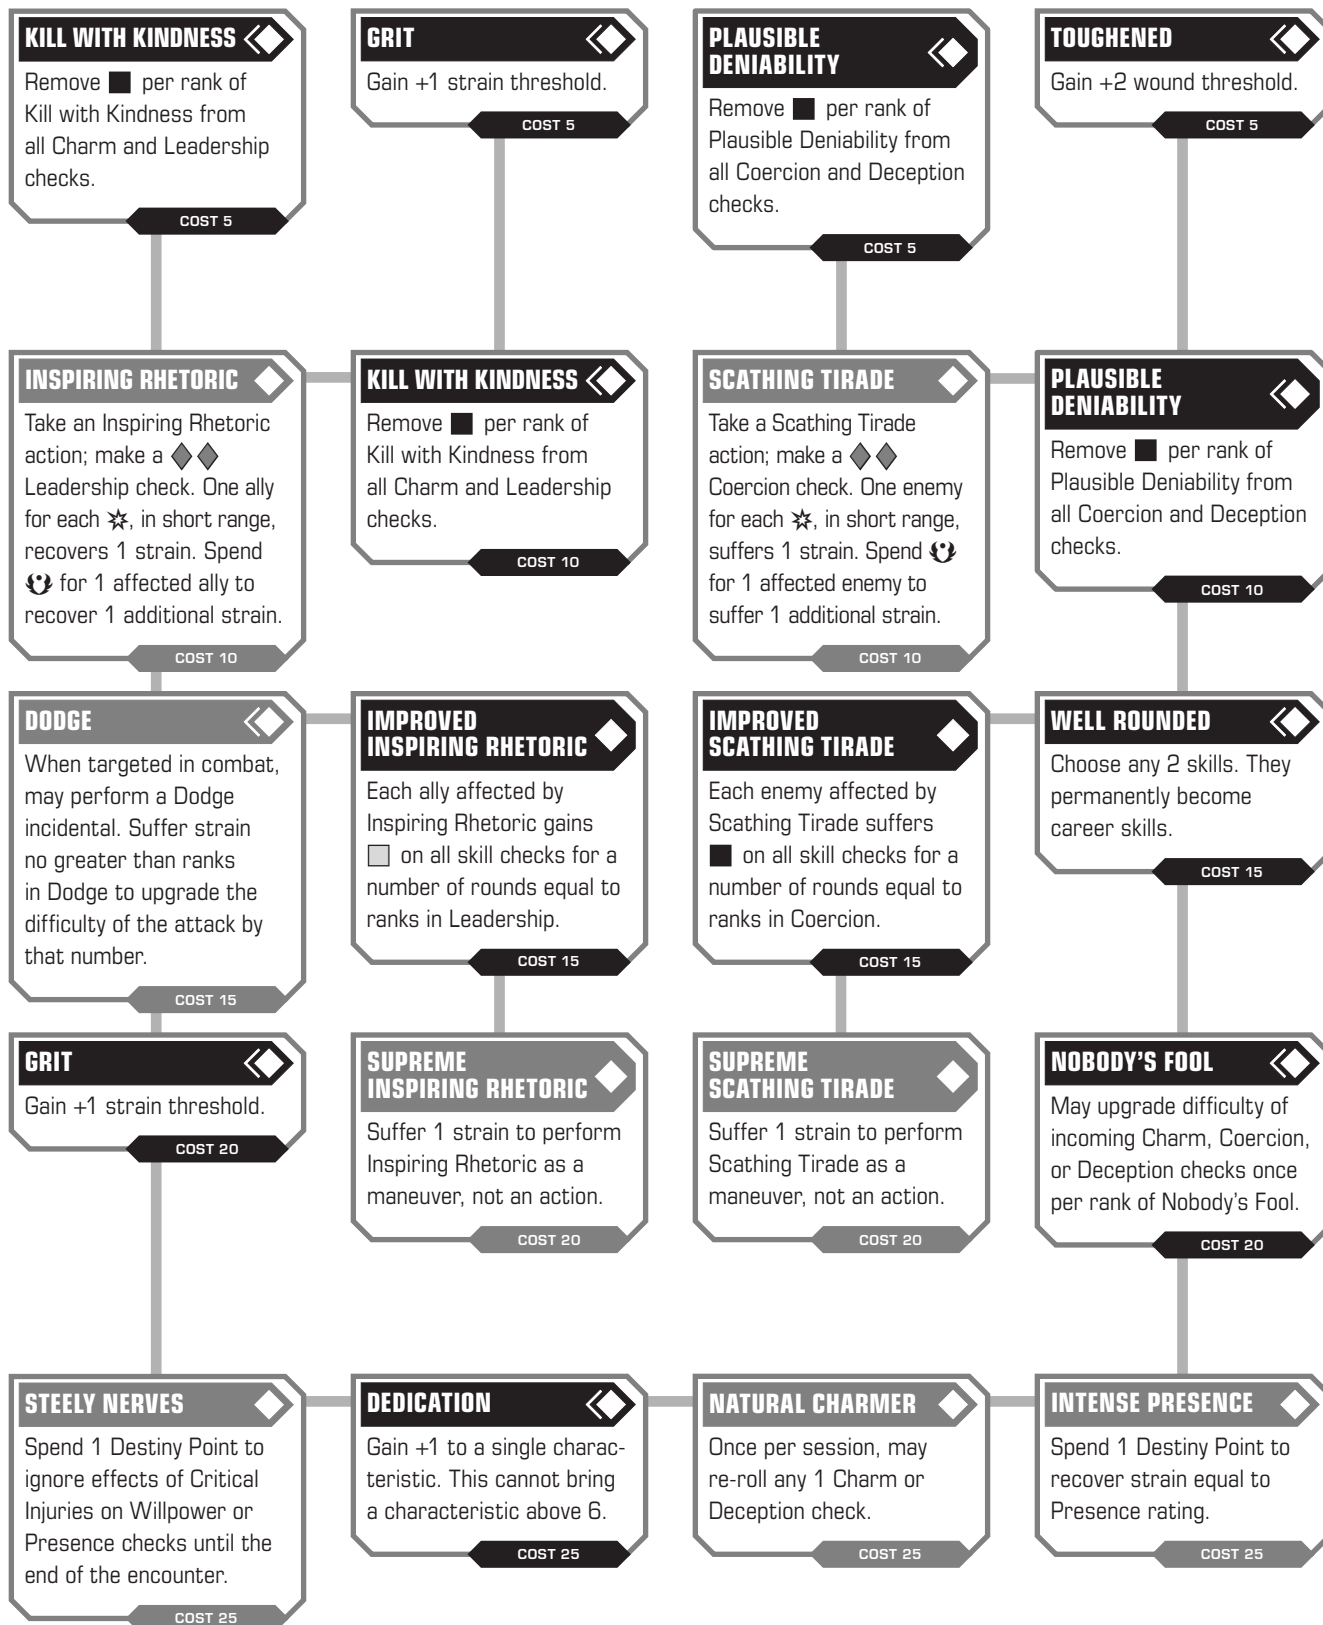 KILL WITH KINDNESS
Remove per rank of
Kill with Kindness from
all Charm and Leadership
checks.
COST 5
GRIT
Gain +1 strain threshold.
COST 5
PLAUSIBLE
DENIABILITY
Remove per rank of
Plausible Deniability from
all Coercion and Deception
checks.
COST 5
TOUGHENED
Gain +2 wound threshold.
COST 5
INSPIRING RHETORIC
Take an Inspiring Rhetoric
action; make a
Leadership check. One ally
for each , in short range,
recovers 1 strain. Spend
for 1 affected ally to
recover 1 additional strain.
COST 10
KILL WITH KINDNESS
Remove per rank of
Kill with Kindness from
all Charm and Leadership
checks.
COST 10
SCATHING TIRADE
Take a Scathing Tirade
action; make a
Coercion check. One enemy
for each , in short range,
suffers 1 strain. Spend
for 1 affected enemy to
suffer 1 additional strain.
COST 10
PLAUSIBLE
DENIABILITY
Remove per rank of
Plausible Deniability from
all Coercion and Deception
checks.
COST 10
DODGE
When targeted in combat,
may perform a Dodge
incidental. Suffer strain
no greater than ranks
in Dodge to upgrade the
difficulty of the attack by
that number.
COST 15
IMPROVED
INSPIRING RHETORIC
Each ally affected by
Inspiring Rhetoric gains
on all skill checks for a
number of rounds equal to
ranks in Leadership.
COST 15
IMPROVED
SCATHING TIRADE
Each enemy affected by
Scathing Tirade suffers
on all skill checks for a
number of rounds equal to
ranks in Coercion.
COST 15
WELL ROUNDED
Choose any 2 skills. They
permanently become
career skills.
COST 15
GRIT
Gain +1 strain threshold.
COST 20
SUPREME
INSPIRING RHETORIC
Suffer 1 strain to perform
Inspiring Rhetoric as a
maneuver, not an action.
COST 20
SUPREME
SCATHING TIRADE
Suffer 1 strain to perform
Scathing Tirade as a
maneuver, not an action.
COST 20
NOBODY'S FOOL
May upgrade difficulty of
incoming Charm, Coercion,
or Deception checks once
per rank of Nobody's Fool.
COST 20
STEELY NERVES
Spend 1 Destiny Point to
ignore effects of Critical
Injuries on Willpower or
Presence checks until the
end of the encounter.
COST 25
DEDICATION
Gain +1 to a single charac-
teristic. This cannot bring
a characteristic above 6.
COST 25
NATURAL CHARMER
Once per session, may
re-roll any 1 Charm or
Deception check.
COST 25
INTENSE PRESENCE
Spend 1 Destiny Point to
recover strain equal to
Presence rating.
COST 25